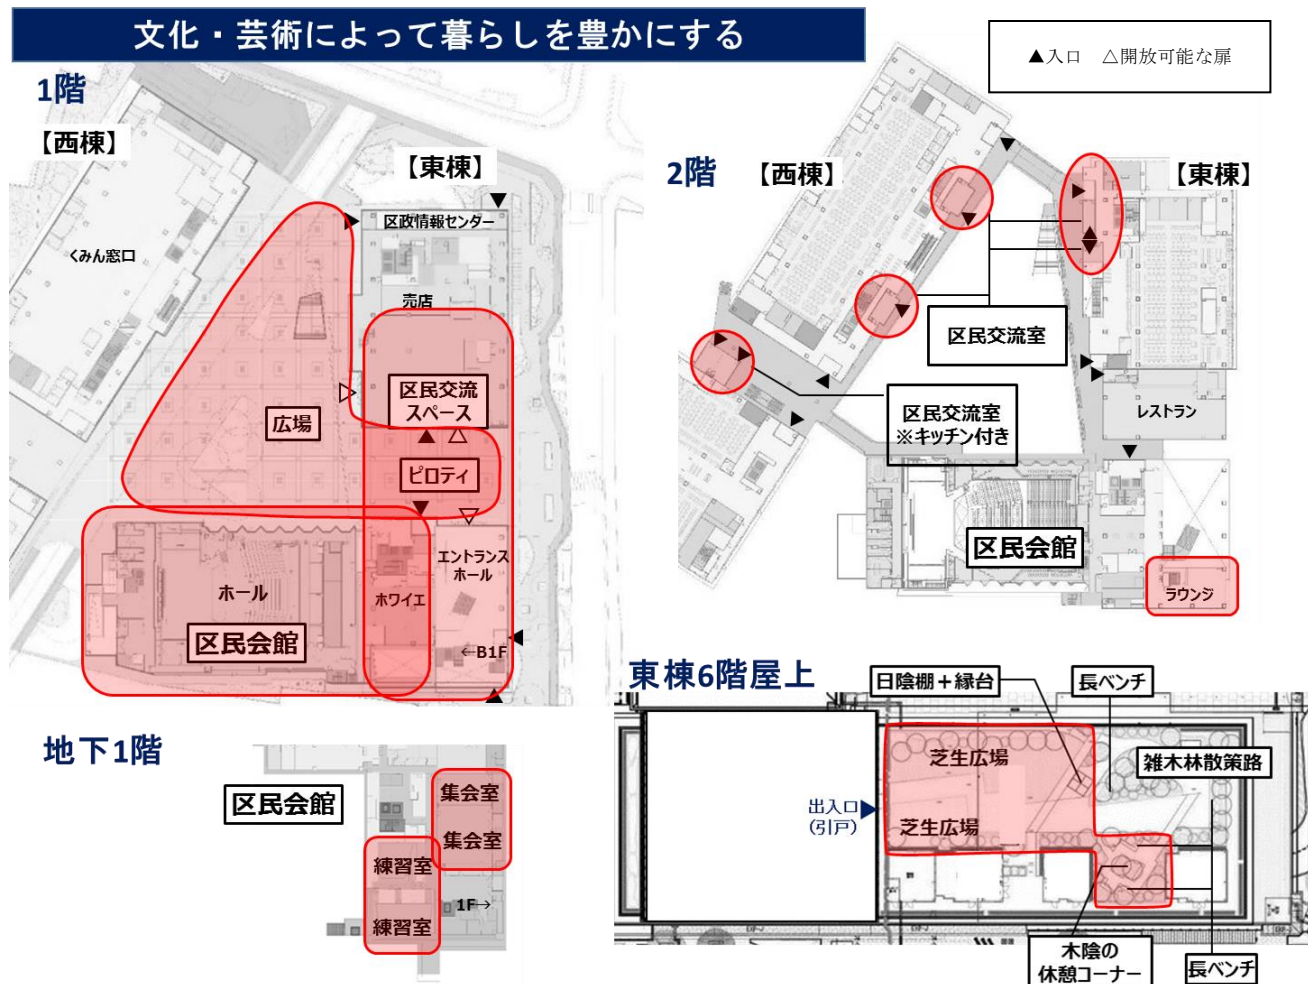 文化・芸術によって暮らしを豊かにする
▲入口　△開放可能な扉
1階
【西棟】
【東棟】
区政情報センター
くみん窓口
売店
区民交流
スペース
広場
ピロティ
エントランス
ホール
ホール
ホワイエ
区民会館
←B1F
2階
【西棟】
【東棟】
区民交流室
区民交流室
※キッチン付き
レストラン
区民会館
ラウンジ
地下1階
区民会館
集会室
集会室
練習室
練習室
1F→
東棟6階屋上
日陰棚＋縁台
長ベンチ
芝生広場
雑木林散策路
出入口
(引戸)
芝生広場
木陰の
休憩コーナー
長ベンチ